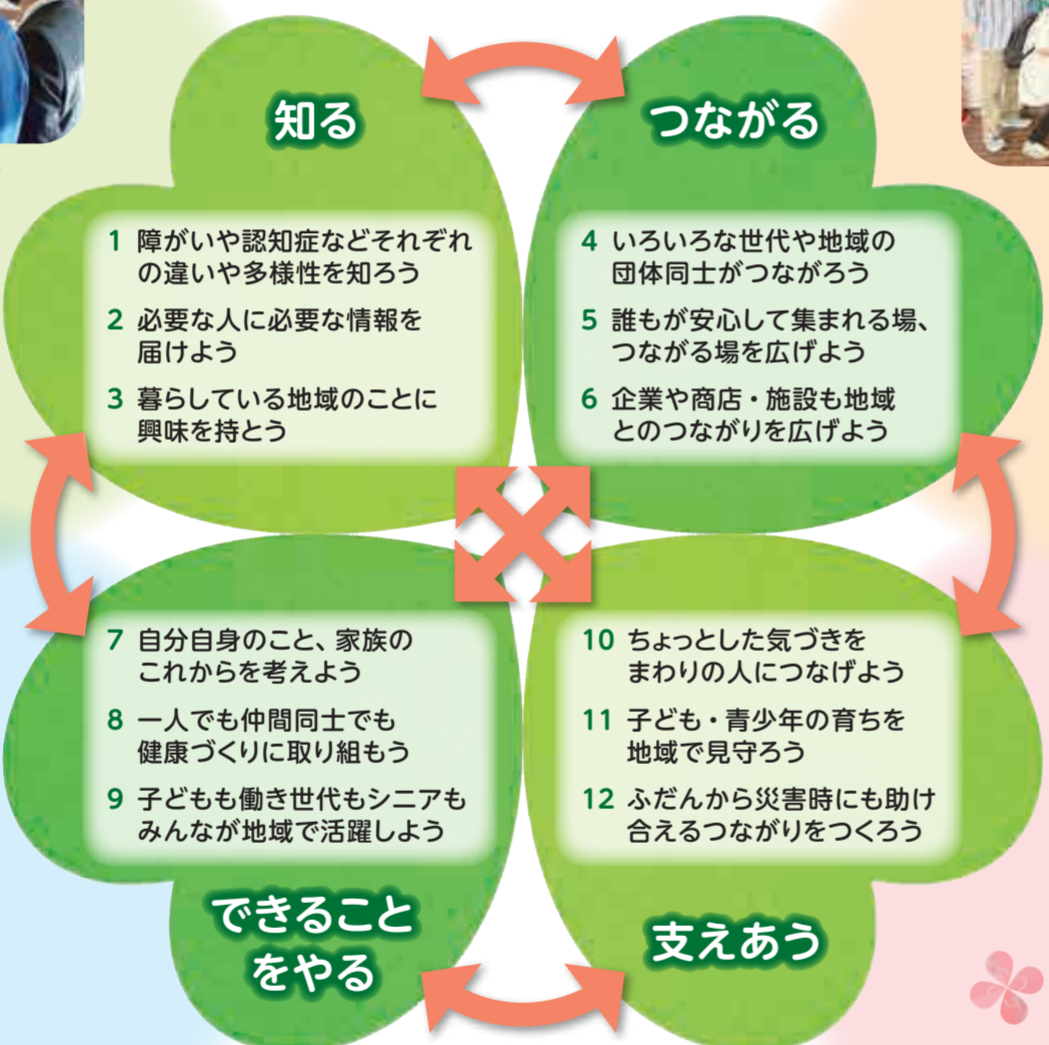 知る
1 障がいや認知症などそれぞれ
の違いや多様性を知ろう
2 必要な人に必要な情報を
届けよう
3 暮らしている地域のことに
興味を持とう
つながる
4 いろいろな世代や地域の
団体同士がつながろう
5 誰もが安心して集まれる場、
つながる場を広げよう
6 企業や商店・施設も地域
とのつながりを広げよう
7 自分自身のこと、家族の
これからを考えよう
8 一人でも仲間同士でも
健康づくりに取り組もう
9 子どもも働き世代もシニアも
みんなが地域で活躍しよう
できること
をやる
10 ちょっとした気づきを
まわりの人につなげよう
11 子ども・青少年の育ちを
地域で見守ろう
12 ふだんから災害時にも助け
合えるつながりをつくろう
支えあう